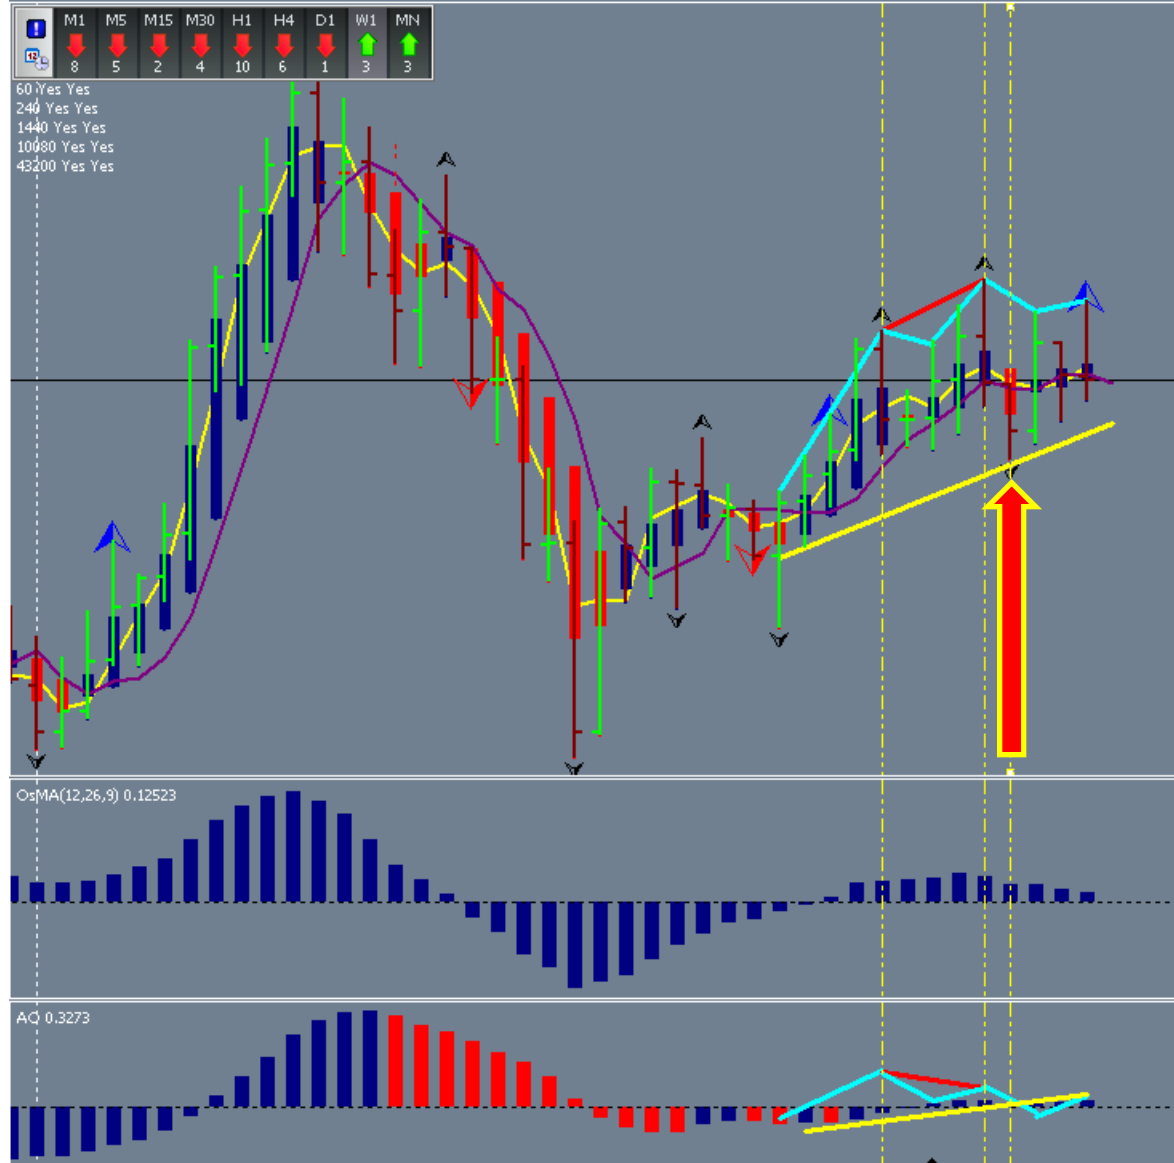 M1 M5 M15 M30 H1 H4 D1 W1 MN
12 8 5 2 4 10 6 1 3 3
60 Yes Yes
240 Yes Yes
1440 Yes Yes
10080 Yes Yes
43200 Yes Yes
OsMA(12,26,9) 0.12523
AO 0.3273